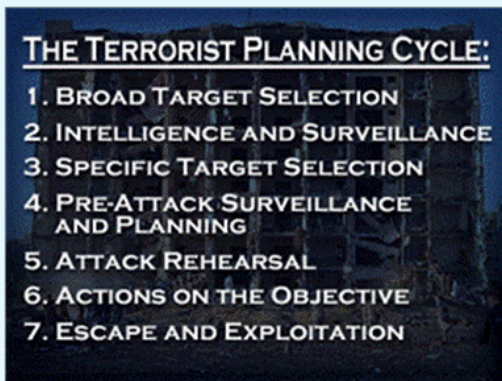 THE TERRORIST PLANNING CYCLE:
1. BROAD TARGET SELECTION
2. INTELLIGENCE AND SURVEILLANCE
3. SPECIFIC TARGET SELECTION
4. PRE-ATTACK SURVEILLANCE
AND PLANNING
5. ATTACK REHEARSAL
6. ACTIONS ON THE OBJECTIVE
7. ESCAPE AND EXPLOITATION